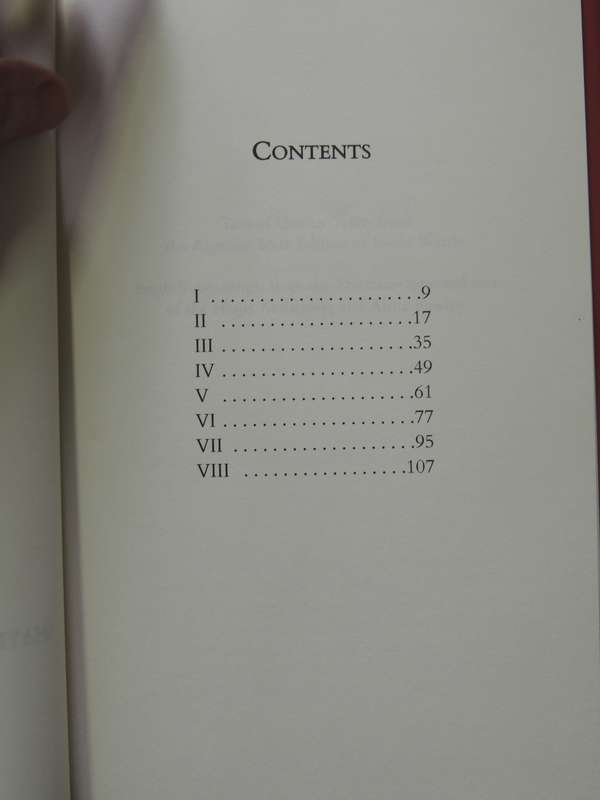 CONTENTS
I . . . . . . . . . . . . . . . . . . . . . .9
II . . . . . . . . . . . . . . . . . . . .17
III . . . . . . . . . . . . . . . . . . . .35
IV . . . . . . . . . . . . . . . . . . . .49
V . . . . . . . . . . . . . . . . . . . .61
VI . . . . . . . . . . . . . . . . . . . .77
VII . . . . . . . . . . . . . . . . . . .95
VIII . . . . . . . . . . . . . . . . .107